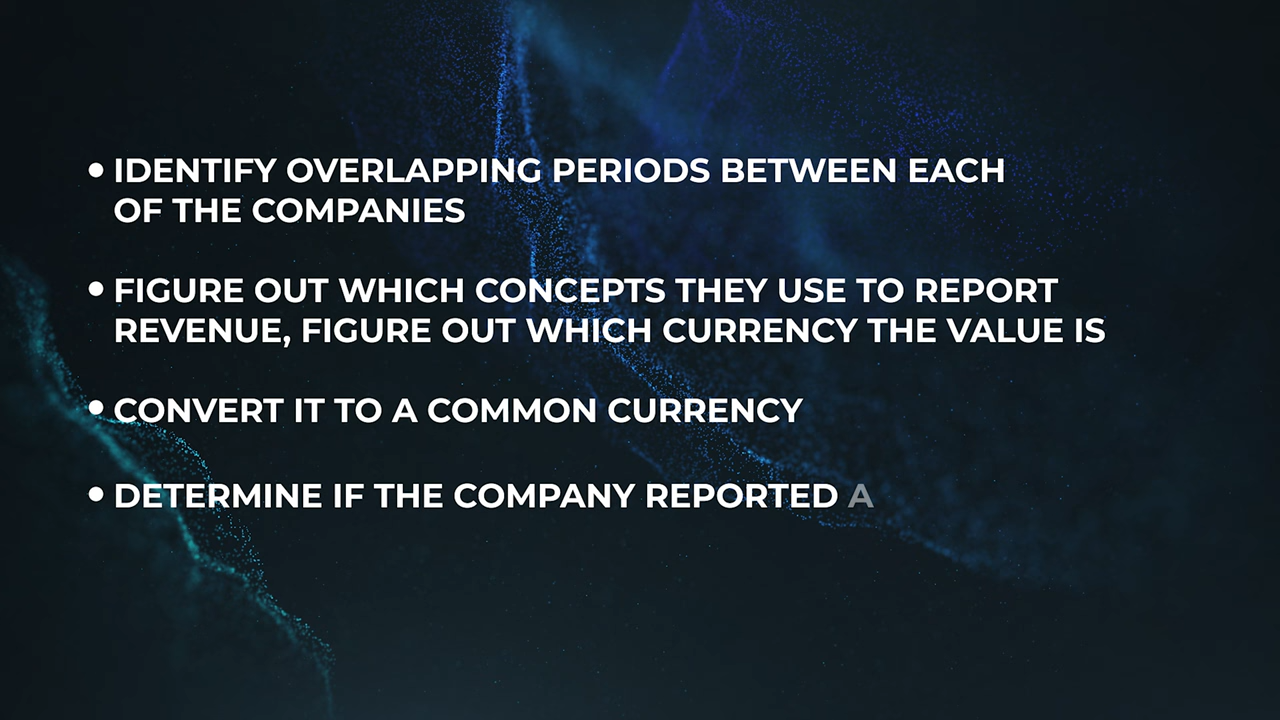 • IDENTIFY OVERLAPPING PERIODS BETWEEN EACH
OF THE COMPANIES
• FIGURE OUT WHICH CONCEPTS THEY USE TO REPORT
REVENUE, FIGURE OUT WHICH CURRENCY THE VALUE IS
• CONVERT IT TO A COMMON CURRENCY
• DETERMINE IF THE COMPANY REPORTED A